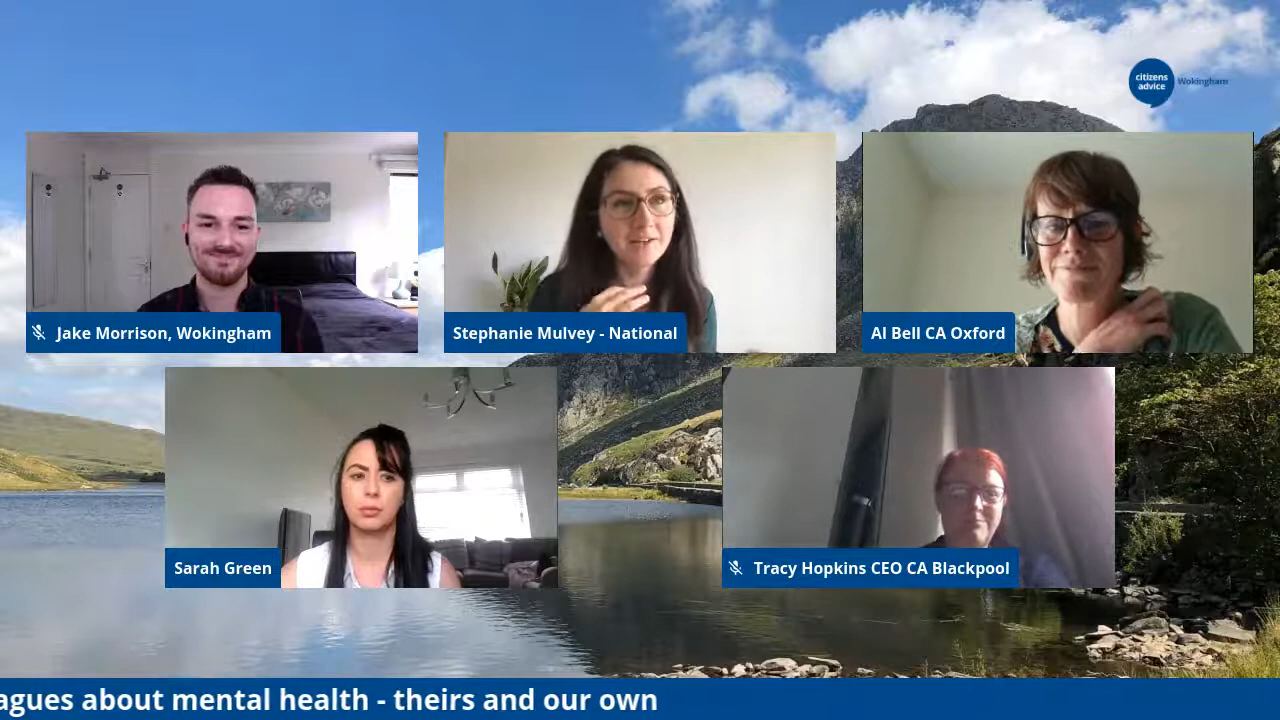 citizens
advice
Wokingham
Jake Morrison, Wokingham
Stephanie Mulvey - National
Al Bell CA Oxford
Sarah Green
Tracy Hopkins CEO CA Blackpool
agues about mental health - theirs and our own